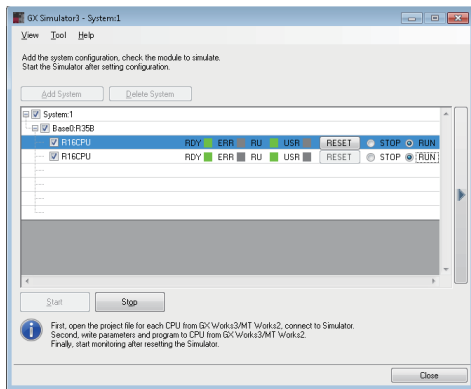 GX Simulator3 - System:1
View Tool Help
Add the system configuration, check the module to simulate.
Start the Simulator after setting configuration.
Add System Delete System
System:1
Base0:R35B
R16CPU RDY ERR RU USR RESET STOP RUN
R16CPU RDY ERR RU USR RESET STOP RUN
Start Stop
First, open the project file for each CPU from GX Works3/MT Works2, connect to Simulator.
Second, write parameters and program to CPU from GX Works3/MT Works2.
Finally, start monitoring after resetting the Simulator.
Close